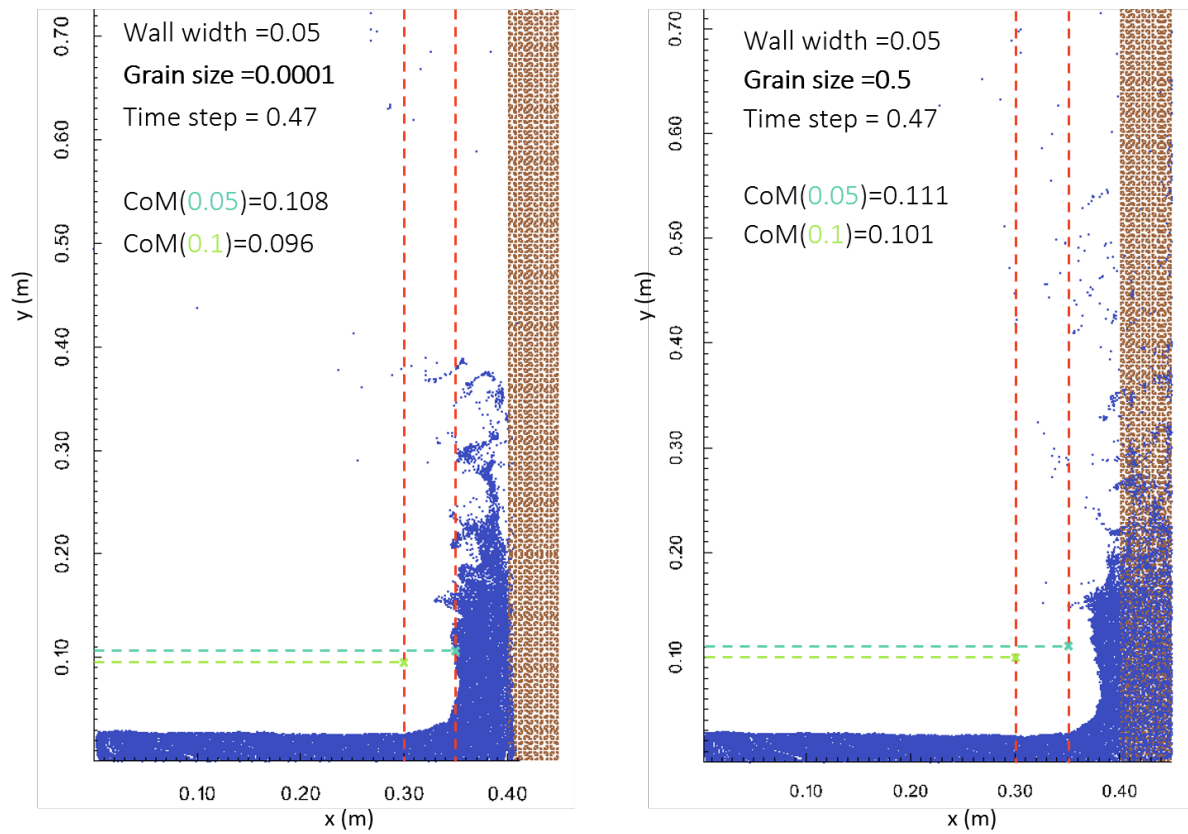 Wall width =0.05
Grain size =0.0001
Time step = 0.47
CoM(0.05)=0.108
CoM(0.1)=0.096
y (m)
0.70
0.60
0.50
0.40
0.30
0.20
0.10
0.10 0.20 0.30 0.40
x (m)
Wall width =0.05
Grain size =0.5
Time step = 0.47
CoM(0.05)=0.111
CoM(0.1)=0.101
y (m)
0.70
0.60
0.50
0.40
0.30
0.20
0.10
0.10 0.20 0.30 0.40
x (m)